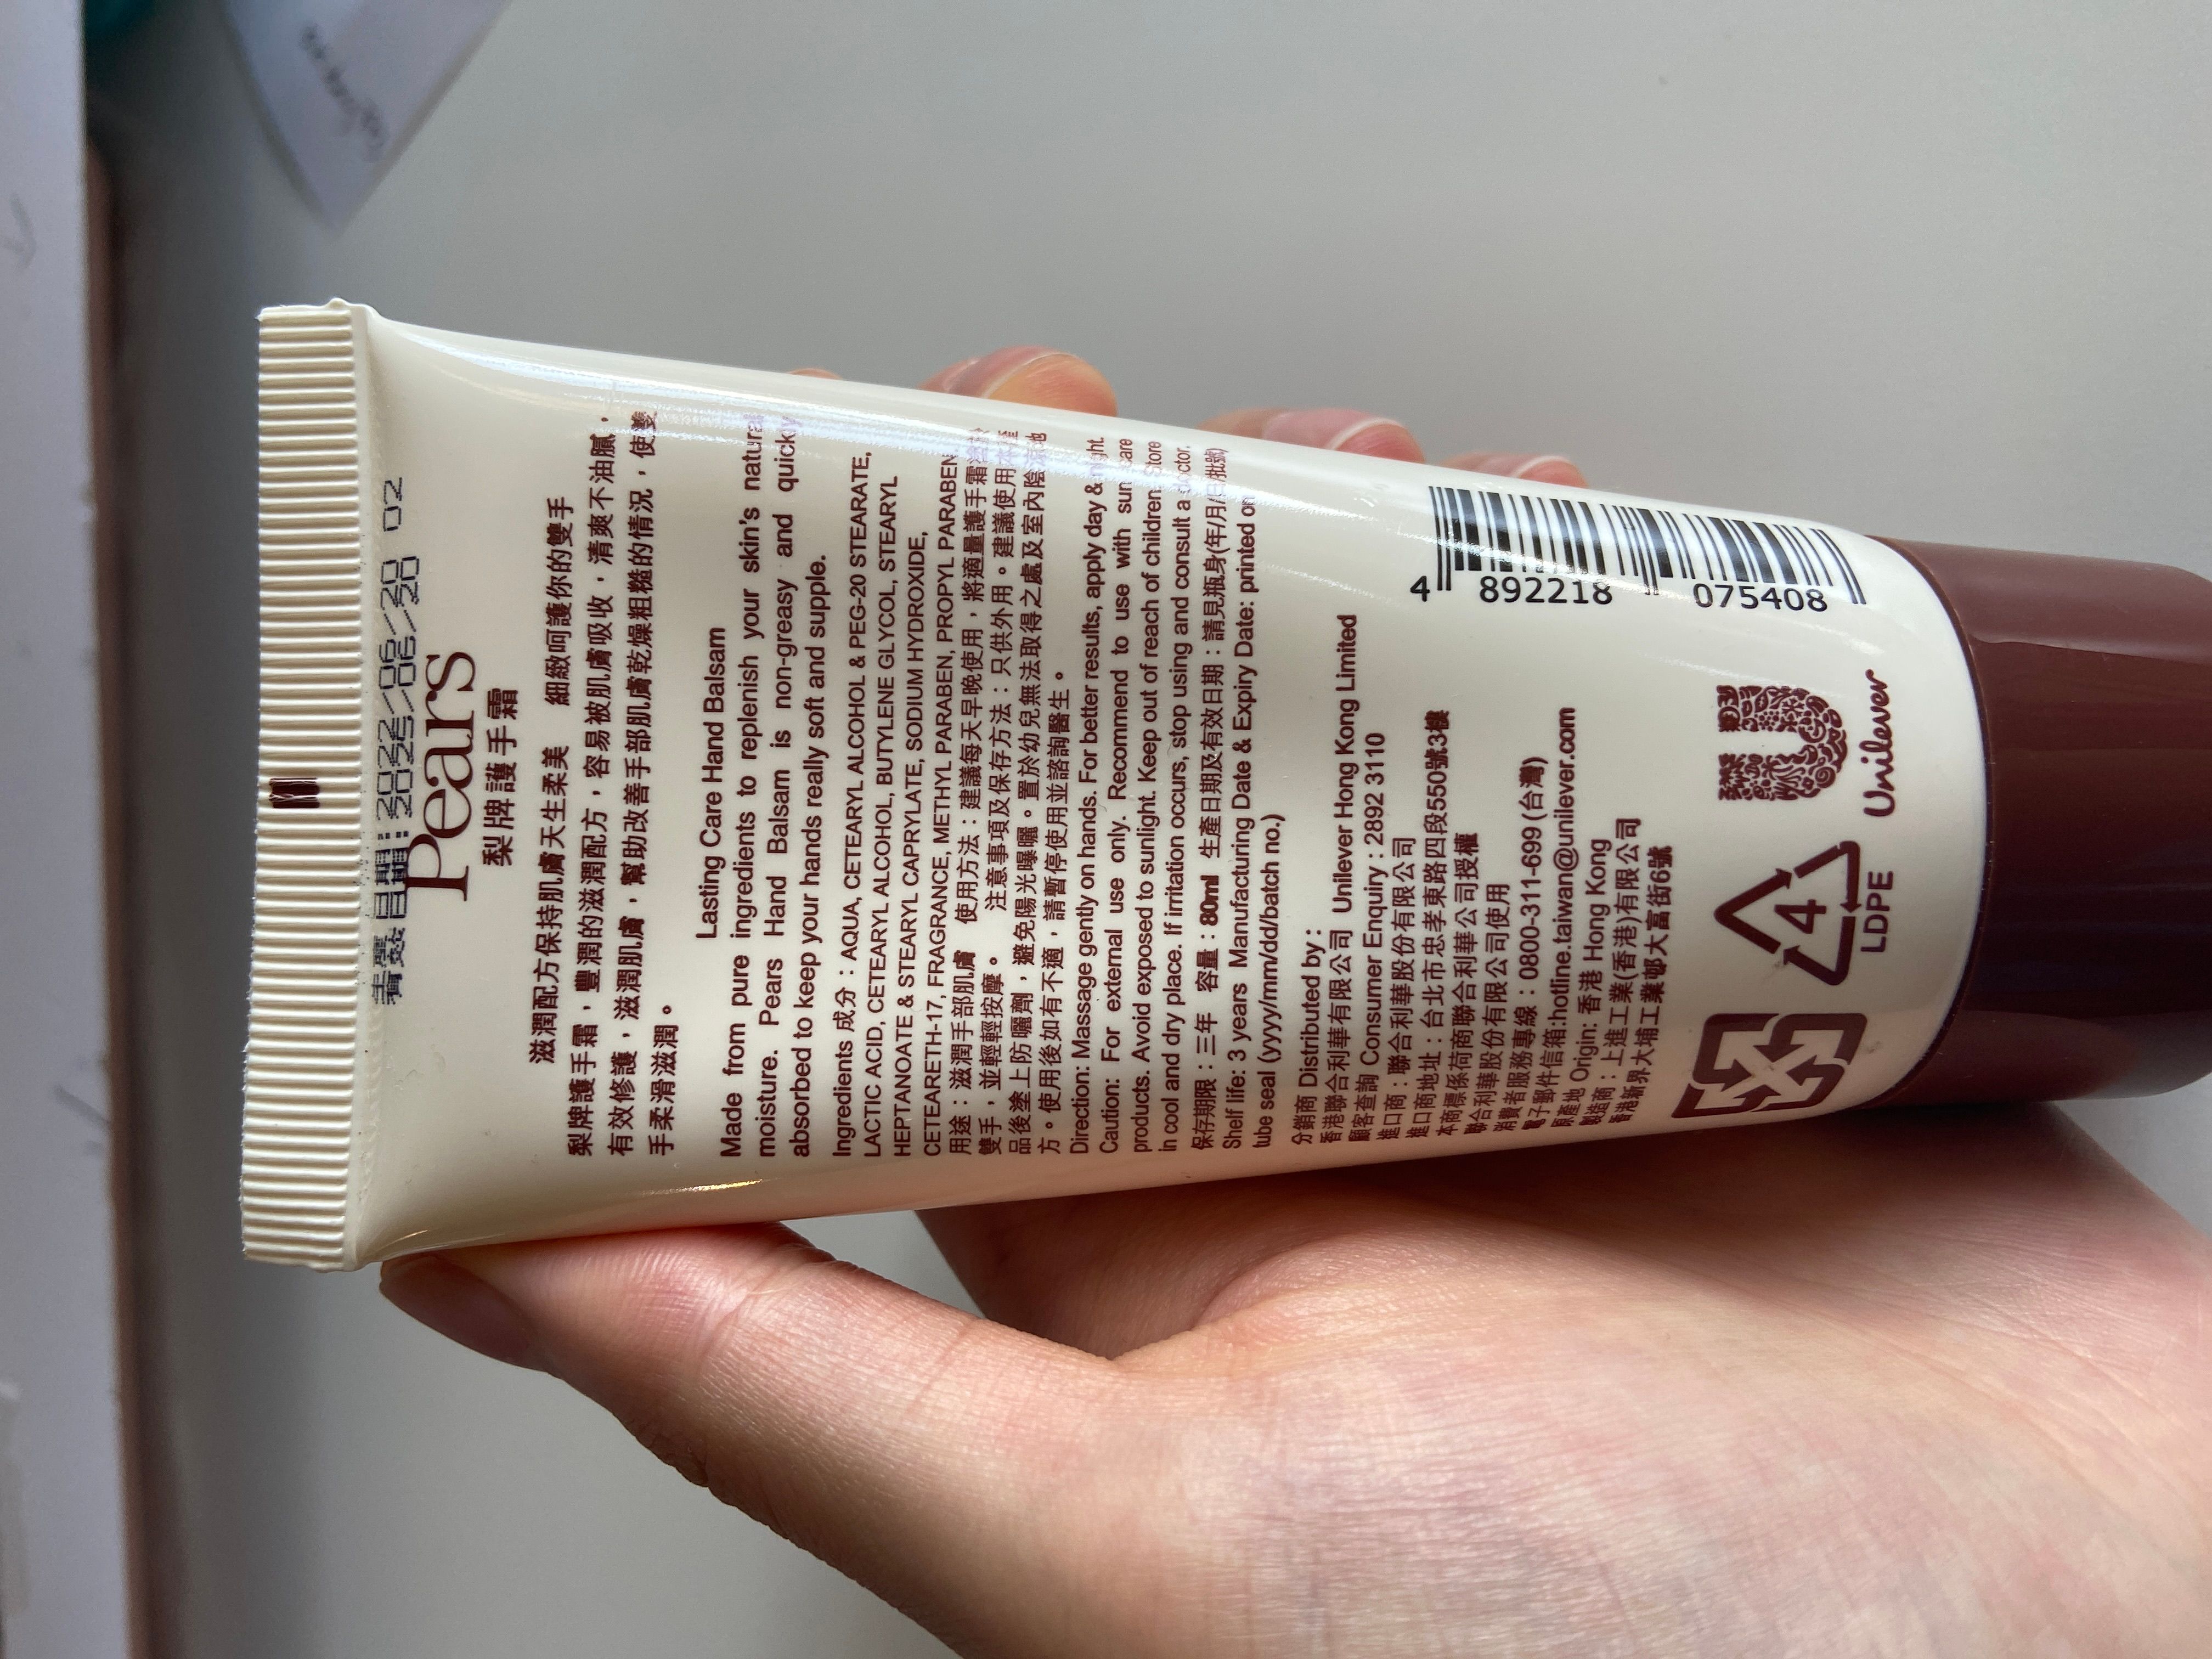 日期: 2022/06/20 02
2025/06/20
Pears
梨牌護手霜
滋潤配方保持肌膚天生柔美 細緻呵護你的雙手
梨牌護手霜，豐潤的滋潤配方，容易被肌膚吸收，清爽不油膩，
有效修護，滋潤肌膚，幫助改善手部肌膚乾燥粗糙的情況，使雙
手柔滑滋潤。
Lasting Care Hand Balsam
Made from pure ingredients to replenish your skin's natural
moisture. Pears Hand Balsam is non-greasy and quickly
absorbed to keep your hands really soft and supple.
Ingredients 成分：AQUA, CETEARYL ALCOHOL & PEG-20 STEARATE,
LACTIC ACID, CETEARYL ALCOHOL, BUTYLENE GLYCOL, STEARYL
HEPTANOATE & STEARYL CAPRYLATE, SODIUM HYDROXIDE,
CETEARETH-17, FRAGRANCE, METHYL PARABEN, PROPYL PARABEN
用途：滋潤手部肌膚 使用方法：建議每天早晚使用，將適量護手霜塗於
雙手，並輕輕按摩。 注意事項及保存方法：只供外用。建議使用本產
品後塗上防曬劑，避免陽光曝曬。置於幼兒無法取得之處及室內陰涼地
方。使用後如有不適，請暫停使用並諮詢醫生。
Direction: Massage gently on hands. For better results, apply day & night.
Caution: For external use only. Recommend to use with sun care
products. Avoid exposed to sunlight. Keep out of reach of children. Store
in cool and dry place. If irritation occurs, stop using and consult a doctor.
保存期限：三年 容量：80ml 生產日期及有效日期：請見瓶身(年/月/日批號)
Shelf life: 3 years Manufacturing Date & Expiry Date: printed on
tube seal (yyyy/mm/dd/batch no.)
分銷商 Distributed by：
香港聯合利華有限公司 Unilever Hong Kong Limited
顧客查詢 Consumer Enquiry : 2892 3110
進口商：聯合利華股份有限公司
進口商地址：台北市忠孝東路四段550號3樓
本商標係荷商聯合利華公司授權
聯合利華股份有限公司使用
消費者服務專線：0800-311-699 (台灣)
電子郵件信箱:hotline.taiwan@unilever.com
原產地 Origin: 香港 Hong Kong
製造商：上進工業(香港)有限公司
香港新界大埔工業邨大富街6號
4 892218 075408
4
LDPE
Unilever